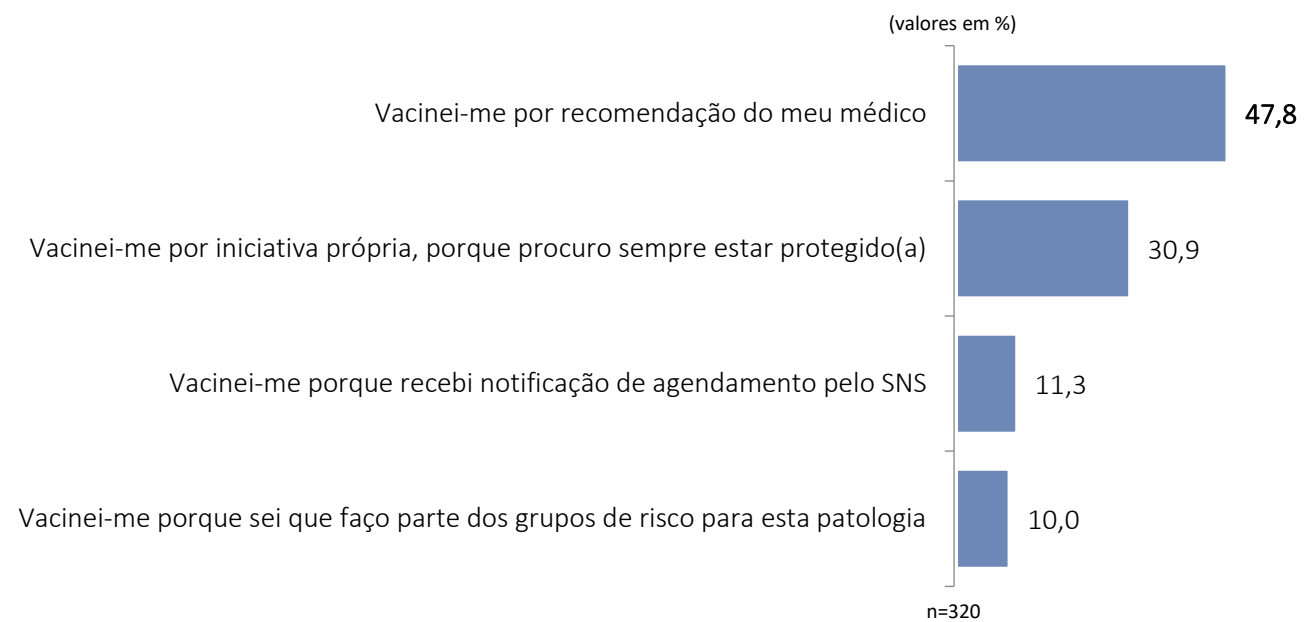 (valores em %)
Vacinei-me por recomendação do meu médico 47,8
Vacinei-me por iniciativa própria, porque procuro sempre estar protegido(a) 30,9
Vacinei-me porque recebi notificação de agendamento pelo SNS 11,3
Vacinei-me porque sei que faço parte dos grupos de risco para esta patologia 10,0
n=320